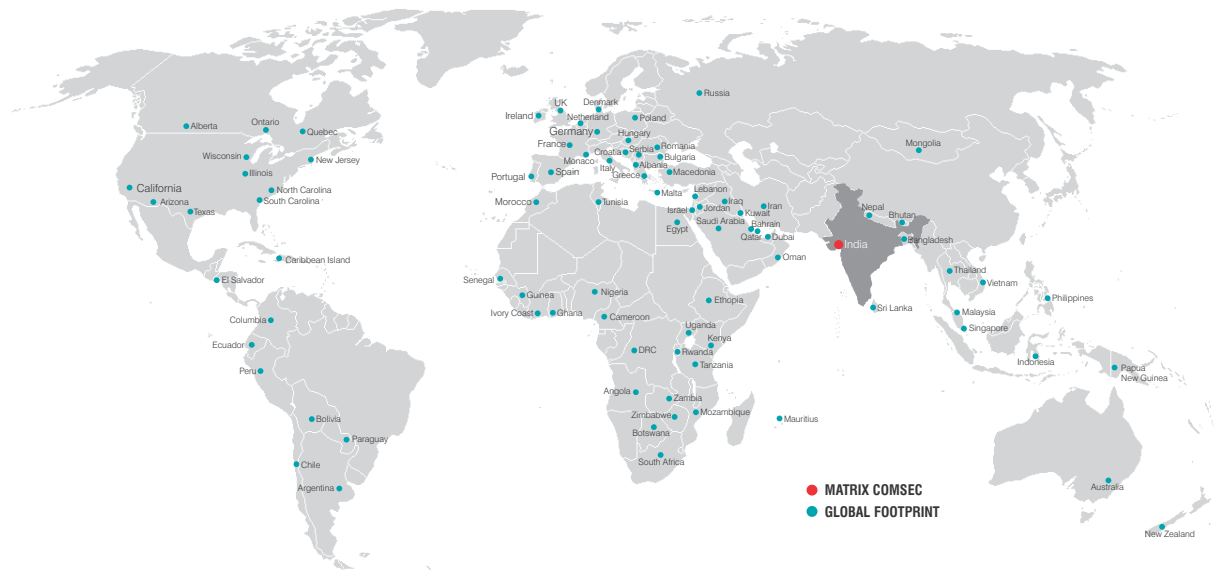 Russia
UK
Denmark
Ireland
Netherland
Poland
Alberta
Ontario
Quebec
Germany
Hungary
France
Croatia
Serbia
Romania
Mongolia
Wisconsin
New Jersey
Monaco
Italy
Bulgaria
Albania
Illinois
Portugal
Spain
Greece
Macedonia
California
North Carolina
Malta
Lebanon
Arizona
South Carolina
Morocco
Tunisia
Iraq
Iran
Texas
Israel
Jordan
Kuwait
Nepal
Bhutan
Egypt
Saudi Arabia
Bahrain
Qatar
Dubai
India
Bangladesh
Caribbean Island
Oman
Thailand
El Salvador
Senegal
Vietnam
Guinea
Nigeria
Ethopia
Philippines
Sri Lanka
Ivory Coast
Ghana
Cameroon
Malaysia
Columbia
Uganda
Singapore
Ecuador
Kenya
DRC
Rwanda
Indonesia
Peru
Tanzania
Papua
New Guinea
Angola
Zambia
Zimbabwe
Mozambique
Mauritius
Bolivia
Botswana
Paraguay
South Africa
Chile
Argentina
Australia
MATRIX COMSEC
GLOBAL FOOTPRINT
New Zealand